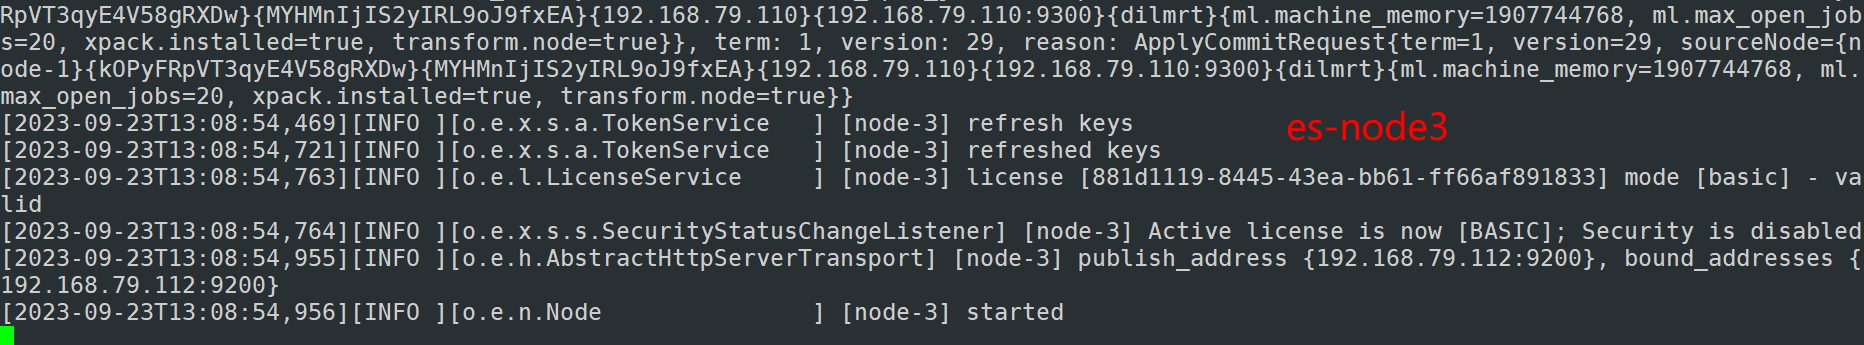 RpVT3qyE4V58gRXDw}{MYHMnIjIS2yIRL9oJ9fxEA}{192.168.79.110}{192.168.79.110:9300}{dilmrt}{ml.machine_memory=1907744768, ml.max_open_job
s=20, xpack.installed=true, transform.node=true}}, term: 1, version: 29, reason: ApplyCommitRequest{term=1, version=29, sourceNode={n
ode-1}{kOPyFRpVT3qyE4V58gRXDw}{MYHMnIjIS2yIRL9oJ9fxEA}{192.168.79.110}{192.168.79.110:9300}{dilmrt}{ml.machine_memory=1907744768, ml.
max_open_jobs=20, xpack.installed=true, transform.node=true}}
[2023-09-23T13:08:54,469][INFO ][o.e.x.s.a.TokenService   ] [node-3] refresh keys
es-node3
[2023-09-23T13:08:54,721][INFO ][o.e.x.s.a.TokenService   ] [node-3] refreshed keys
[2023-09-23T13:08:54,763][INFO ][o.e.l.LicenseService     ] [node-3] license [881d1119-8445-43ea-bb61-ff66af891833] mode [basic] - va
lid
[2023-09-23T13:08:54,764][INFO ][o.e.x.s.s.SecurityStatusChangeListener] [node-3] Active license is now [BASIC]; Security is disabled
[2023-09-23T13:08:54,955][INFO ][o.e.h.AbstractHttpServerTransport] [node-3] publish_address {192.168.79.112:9200}, bound_addresses {
192.168.79.112:9200}
[2023-09-23T13:08:54,956][INFO ][o.e.n.Node               ] [node-3] started